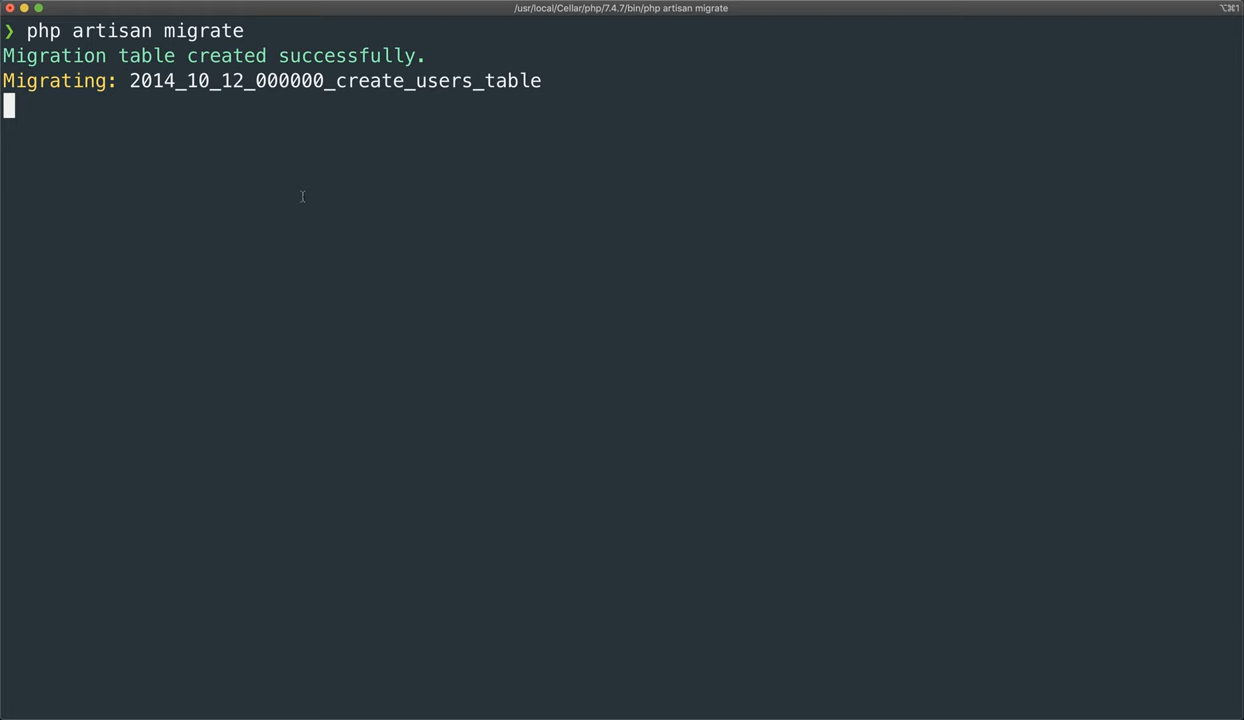 /usr/local/Cellar/php/7.4.7/bin/php artisan migrate
⌥⌘1
❯ php artisan migrate
Migration table created successfully.
Migrating: 2014_10_12_000000_create_users_table